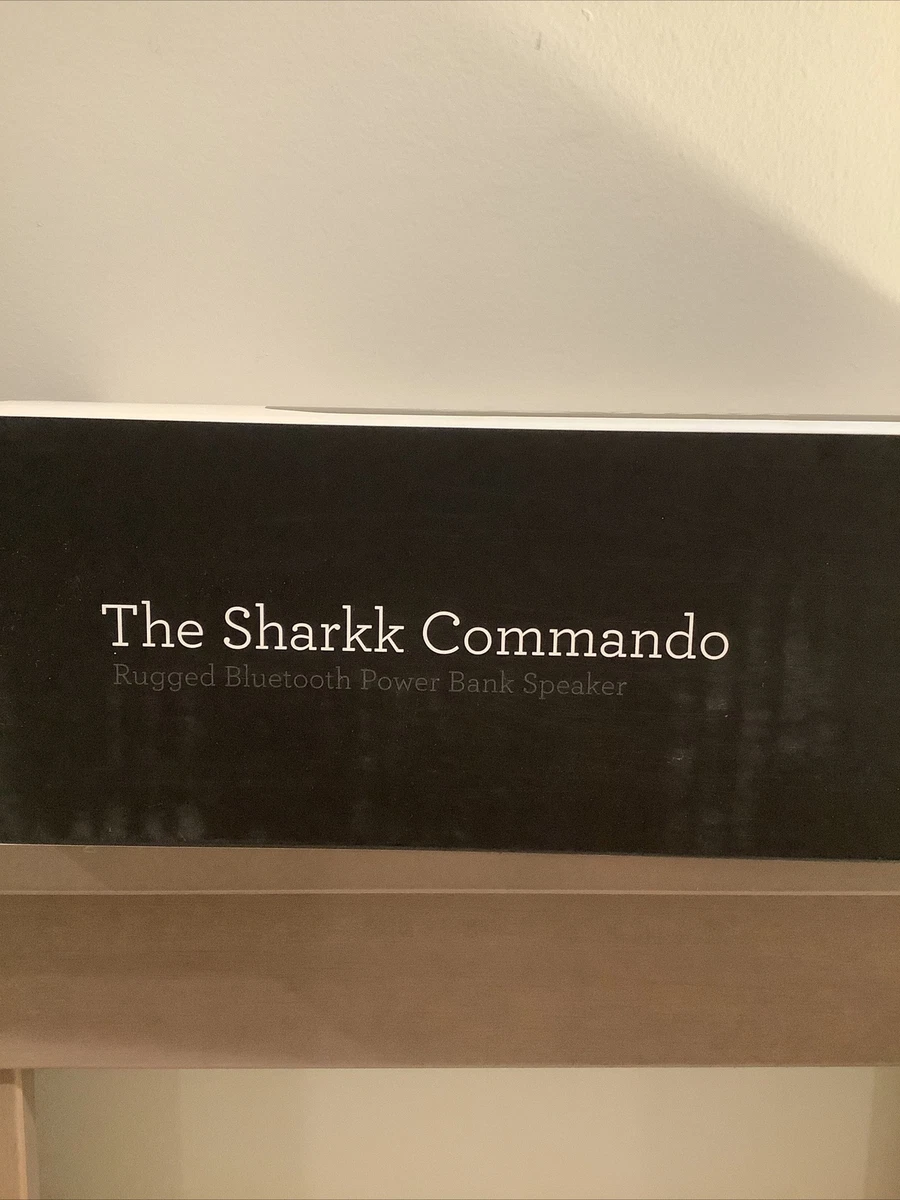 The Sharkk Commando
Rugged Bluetooth Power Bank Speaker